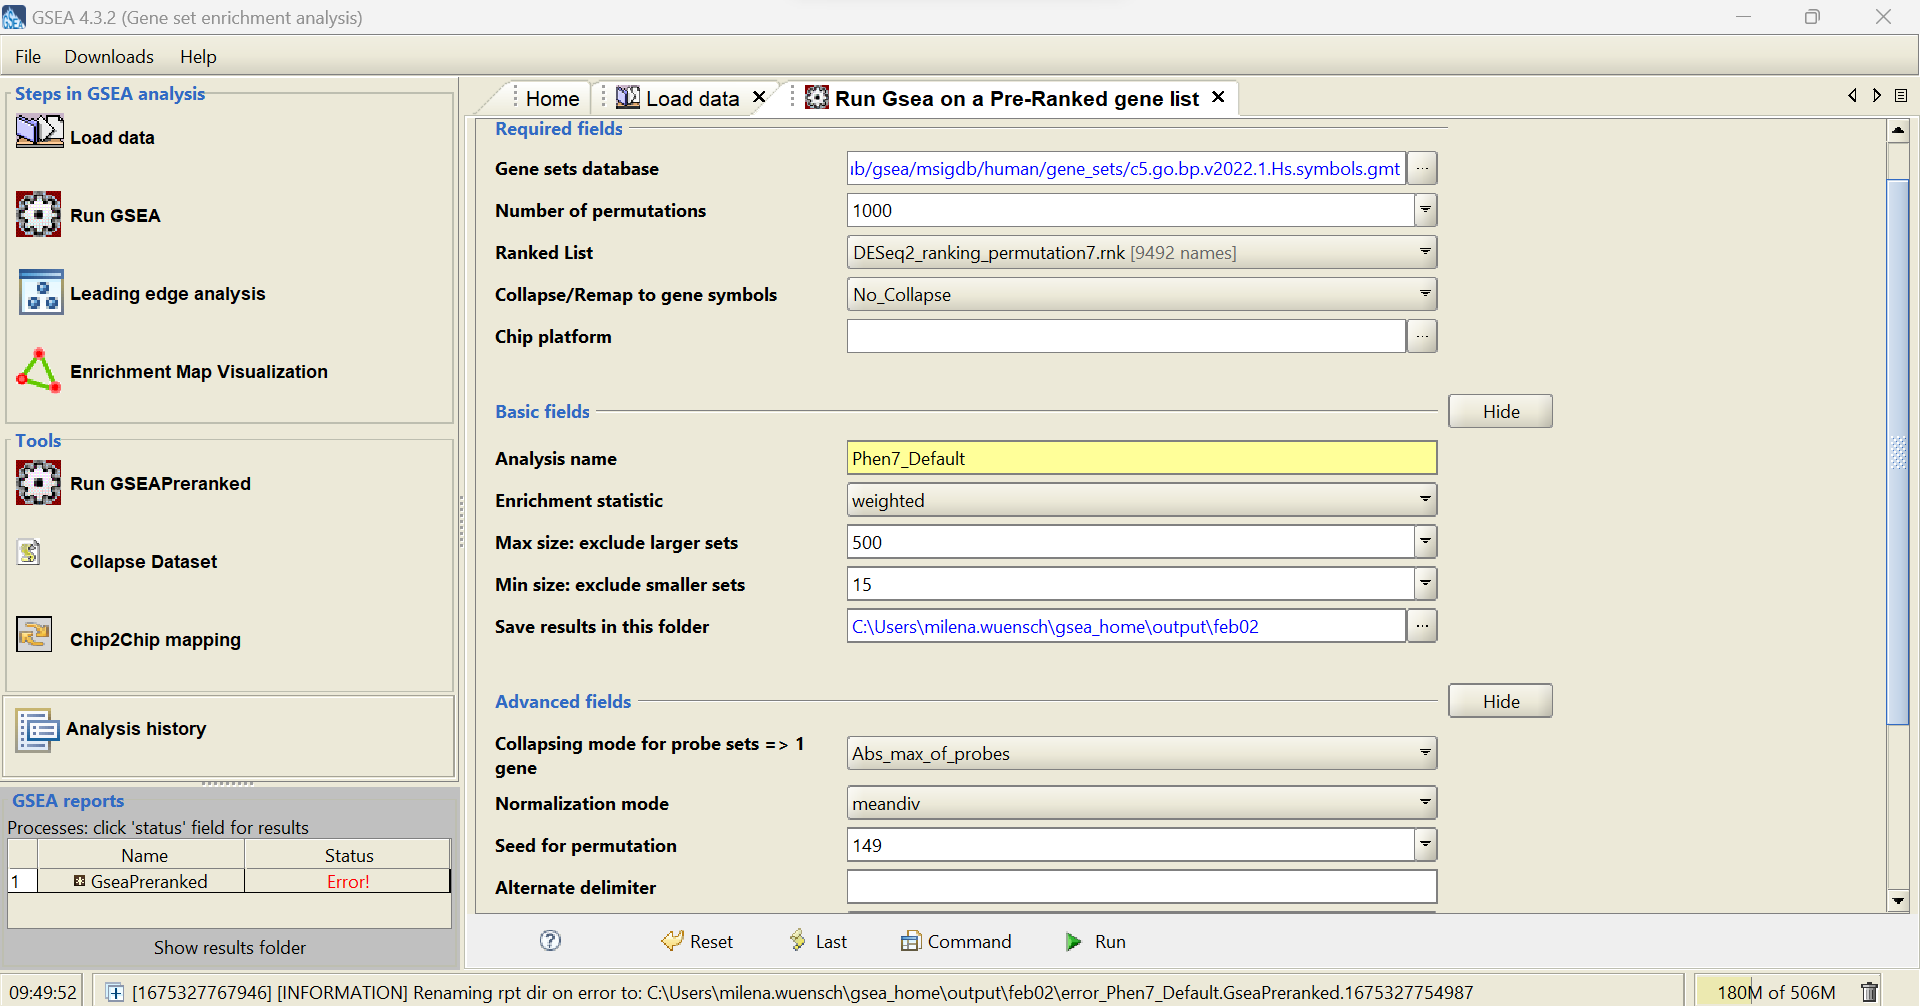 GSEA 4.3.2 (Gene set enrichment analysis)
File Downloads Help
Steps in GSEA analysis
Load data
Run GSEA
Leading edge analysis
Enrichment Map Visualization
Tools
Run GSEAPreranked
Collapse Dataset
Chip2Chip mapping
Analysis history
GSEA reports
Processes: click 'status' field for results
Name Status
1 GseaPreranked Error!
Show results folder
Home Load data Run Gsea on a Pre-Ranked gene list
Required fields
Gene sets database ub/gsea/msigdb/human/gene_sets/c5.go.bp.v2022.1.Hs.symbols.gmt ...
Number of permutations 1000
Ranked List DESeq2_ranking_permutation7.rnk [9492 names]
Collapse/Remap to gene symbols No_Collapse
Chip platform ...
Basic fields Hide
Analysis name Phen7_Default
Enrichment statistic weighted
Max size: exclude larger sets 500
Min size: exclude smaller sets 15
Save results in this folder C:\Users\milena.wuensch\gsea_home\output\feb02 ...
Advanced fields Hide
Collapsing mode for probe sets => 1
gene Abs_max_of_probes
Normalization mode meandiv
Seed for permutation 149
Alternate delimiter
? Reset Last Command Run
09:49:52 [1675327767946] [INFORMATION] Renaming rpt dir on error to: C:\Users\milena.wuensch\gsea_home\output\feb02\error_Phen7_Default.GseaPreranked.1675327754987 180M of 506M